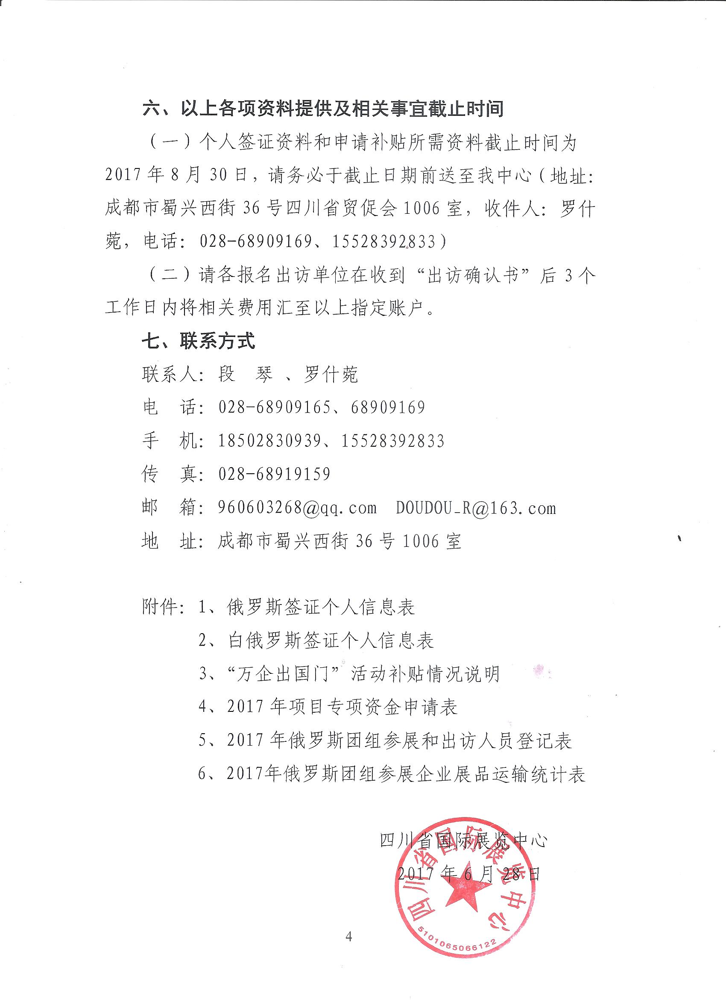 六、以上各项资料提供及相关事宜截止时间
（一）个人签证资料和申请补贴所需资料截止时间为
2017年8月30日，请务必于截止日期前送至我中心（地址：
成都市蜀兴西街36号四川省贸促会1006室，收件人：罗什
菀，电话：028-68909169、15528392833）
（二）请各报名出访单位在收到“出访确认书”后3个
工作日内将相关费用汇至以上指定账户。
七、联系方式
联系人：段　琴 、罗什菀
电　话：028-68909165、68909169
手　机：18502830939、15528392833
传　真：028-68919159
邮　箱：960603268@qq.com　DOUDOU_R@163.com
地　址：成都市蜀兴西街36号1006室
附件：1、俄罗斯签证个人信息表
2、白俄罗斯签证个人信息表
3、“万企出国门”活动补贴情况说明
4、2017年项目专项资金申请表
5、2017年俄罗斯团组参展和出访人员登记表
6、2017年俄罗斯团组参展企业展品运输统计表
四川省国际展览中心
2017年6月28日
四川省国际展览中心
5101065066122
4